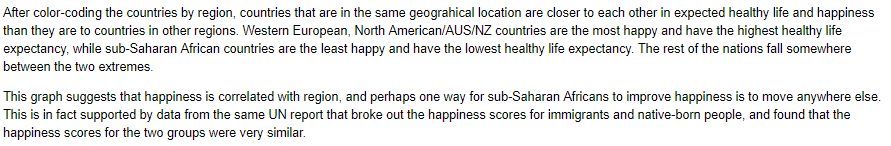 After color-coding the countries by region, countries that are in the same geograhical location are closer to each other in expected healthy life and happiness
than they are to countries in other regions. Western European, North American/AUS/NZ countries are the most happy and have the highest healthy life
expectancy, while sub-Saharan African countries are the least happy and have the lowest healthy life expectancy. The rest of the nations fall somewhere
between the two extremes.
This graph suggests that happiness is correlated with region, and perhaps one way for sub-Saharan Africans to improve happiness is to move anywhere else.
This is in fact supported by data from the same UN report that broke out the happiness scores for immigrants and native-born people, and found that the
happiness scores for the two groups were very similar.